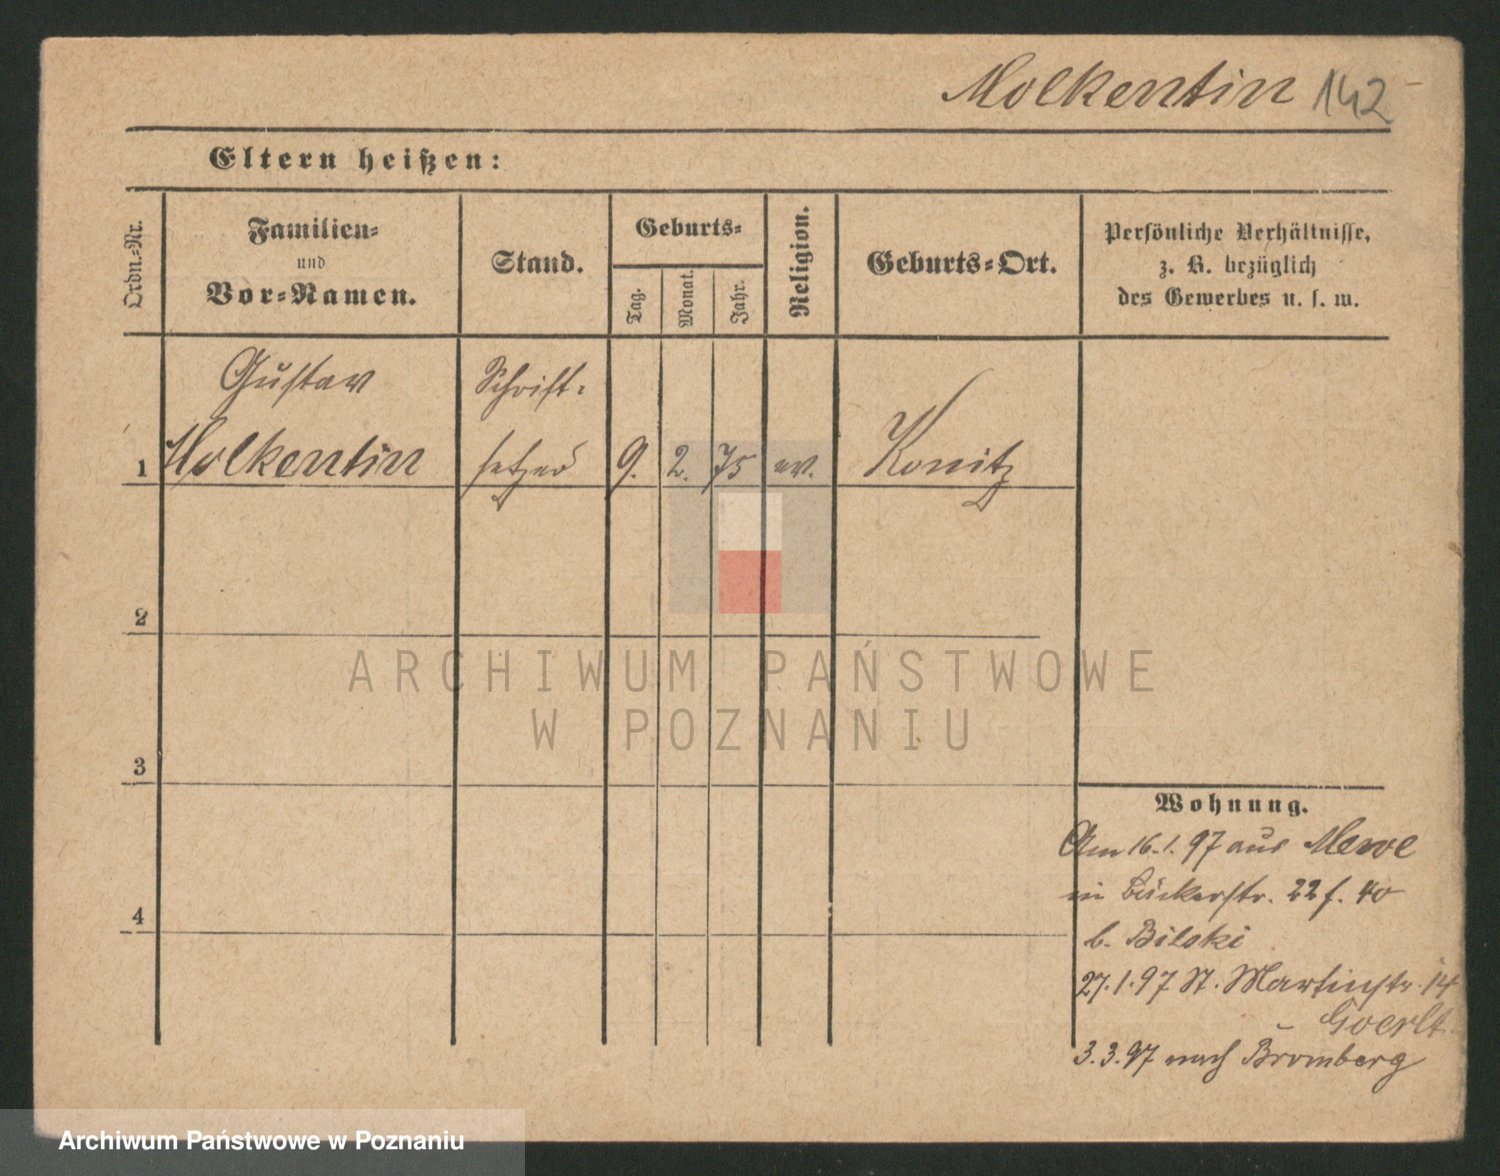 Molkentin 142
Eltern heißen:
Ordn.-Nr.
Familien-
und
Vor-Namen.
Stand.
Geburts-
Tag.
Monat.
Jahr.
Religion.
Geburts-Ort.
Persönliche Verhältnisse,
z. B. bezüglich
des Gewerbes u. s. w.
Gustav
Schrift-
1 Molkentin setzer 9. 2. 75 ev. Konitz
2
3
4
Wohnung.
Am 16.1.97 aus Mewe
in Bäckerstr. 22 f. 40
b. Bilski
27.1.97 St. Martinstr. 14
Goerlt.
3.3.97 nach Bromberg
ARCHIWUM PAŃSTWOWE
W POZNANIU
Archiwum Państwowe w Poznaniu